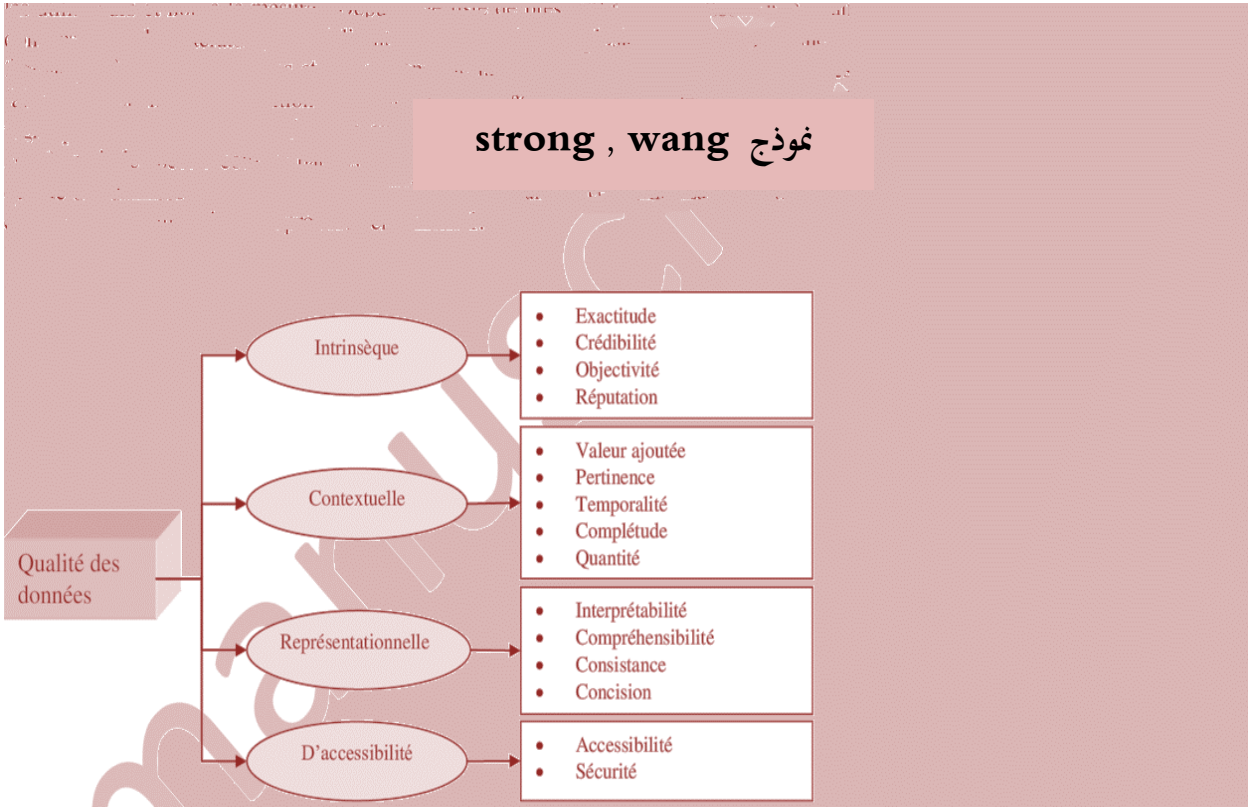 strong , wang نموذج
Intrinsèque
Exactitude
Crédibilité
Objectivité
Réputation
Contextuelle
Valeur ajoutée
Pertinence
Temporalité
Complétude
Quantité
Qualité des
données
Représentationnelle
Interprétabilité
Compréhensibilité
Consistance
Concision
D'accessibilité
Accessibilité
Sécurité